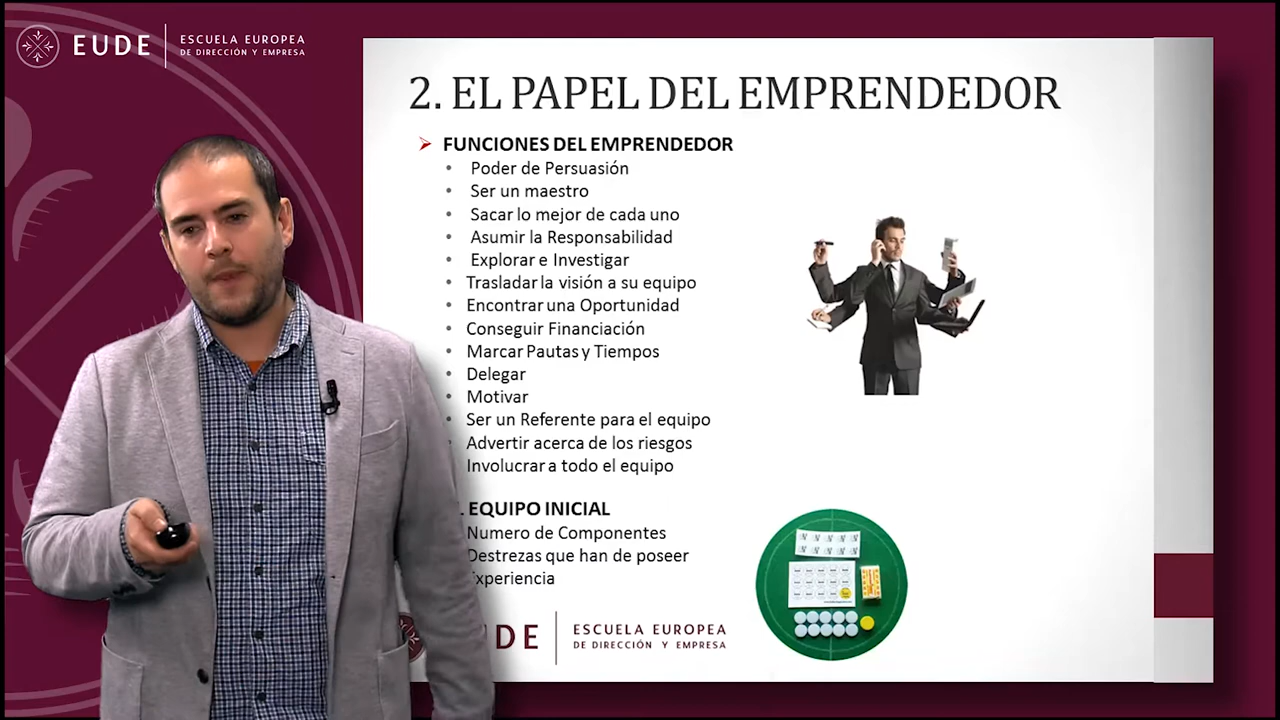 EUDE
ESCUELA EUROPEA
DE DIRECCIÓN Y EMPRESA
2. EL PAPEL DEL EMPRENDEDOR
FUNCIONES DEL EMPRENDEDOR
Poder de Persuasión
Ser un maestro
Sacar lo mejor de cada uno
Asumir la Responsabilidad
Explorar e Investigar
Trasladar la visión a su equipo
Encontrar una Oportunidad
Conseguir Financiación
Marcar Pautas y Tiempos
Delegar
Motivar
Ser un Referente para el equipo
Advertir acerca de los riesgos
Involucrar a todo el equipo
EQUIPO INICIAL
Numero de Componentes
Destrezas que han de poseer
Experiencia
UDE
ESCUELA EUROPEA
DE DIRECCIÓN Y EMPRESA